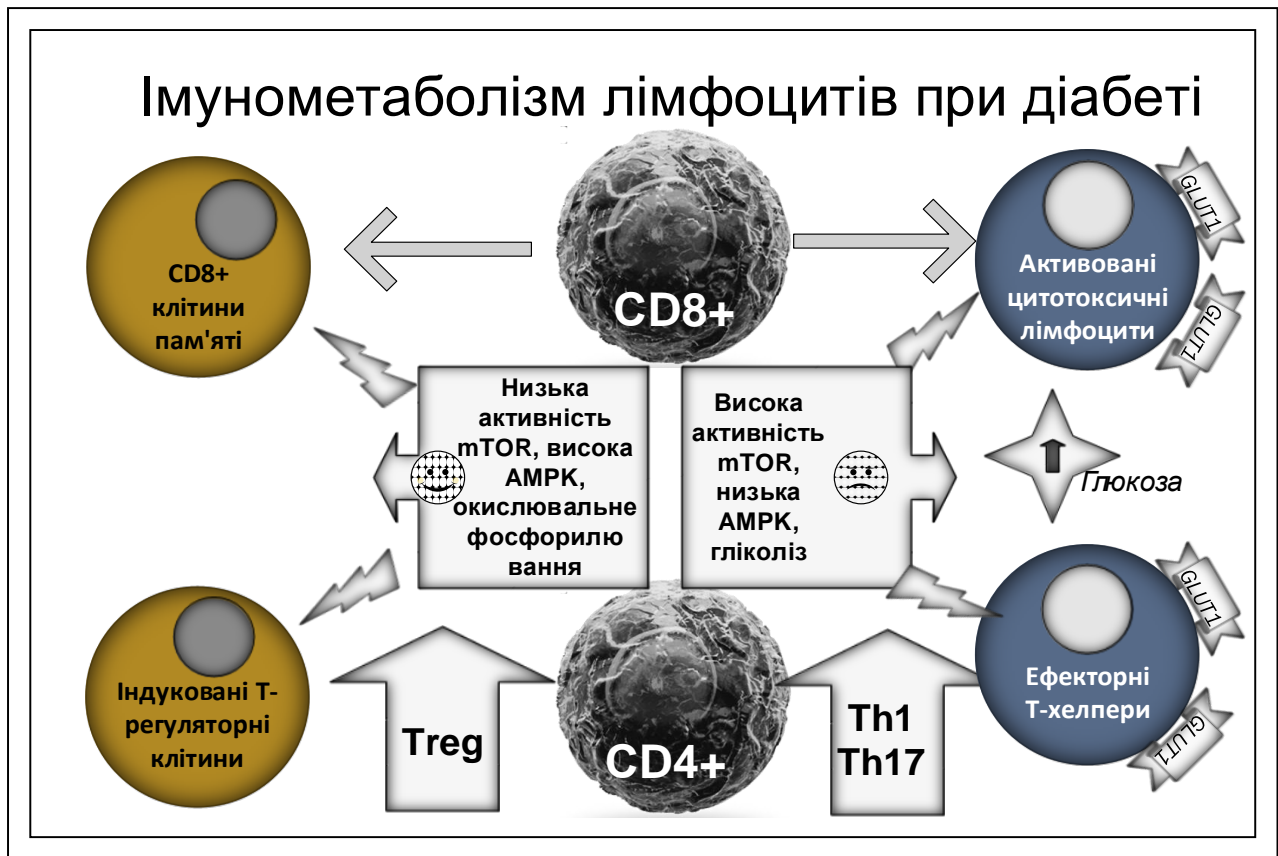 Імунометаболізм лімфоцитів при діабеті
CD8+
клітини
пам'яті
CD8+
Активовані
цитотоксичні
лімфоцити
GLUT1
GLUT1
Низька
активність
mTOR, висока
AMPK,
окислювальне
фосфорилю
вання
Висока
активність
mTOR,
низька
AMPK,
гліколіз
Глюкоза
Індуковані Т-
регуляторні
клітини
Treg
CD4+
Th1
Th17
Ефекторні
Т-хелпери
GLUT1
GLUT1